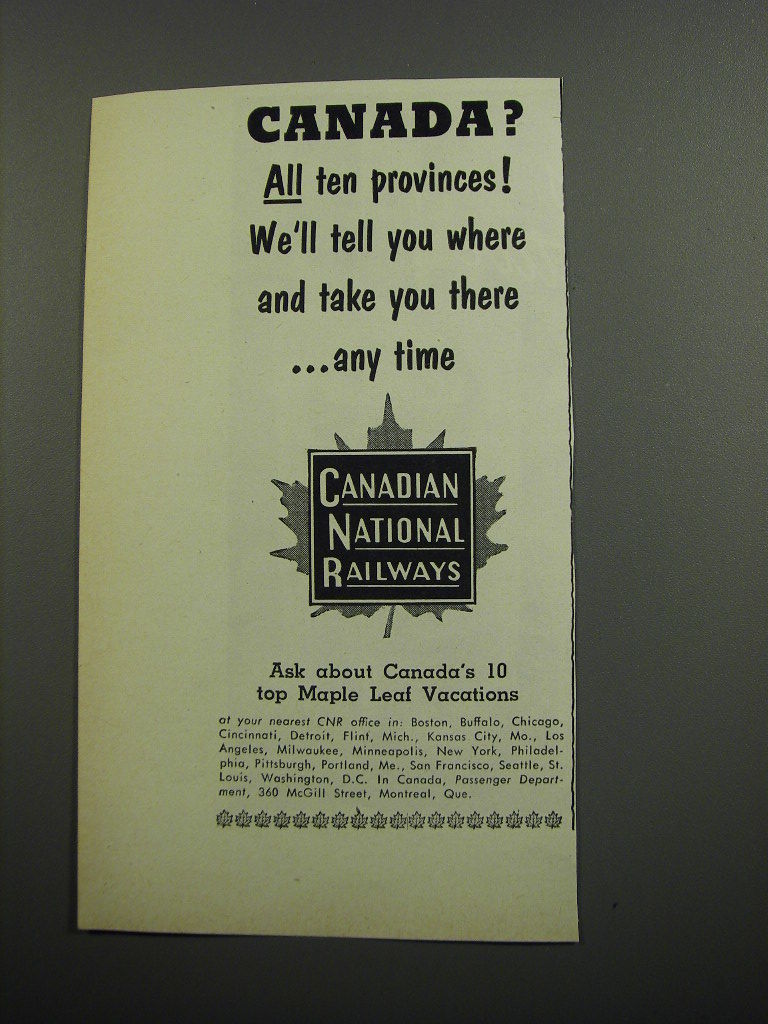 CANADA?
All ten provinces!
We'll tell you where
and take you there
...any time
CANADIAN
NATIONAL
RAILWAYS
Ask about Canada's 10
top Maple Leaf Vacations
at your nearest CNR office in: Boston, Buffalo, Chicago,
Cincinnati, Detroit, Flint, Mich., Kansas City, Mo., Los
Angeles, Milwaukee, Minneapolis, New York, Philadel-
phia, Pittsburgh, Portland, Me., San Francisco, Seattle, St.
Louis, Washington, D.C. In Canada, Passenger Depart-
ment, 360 McGill Street, Montreal, Que.